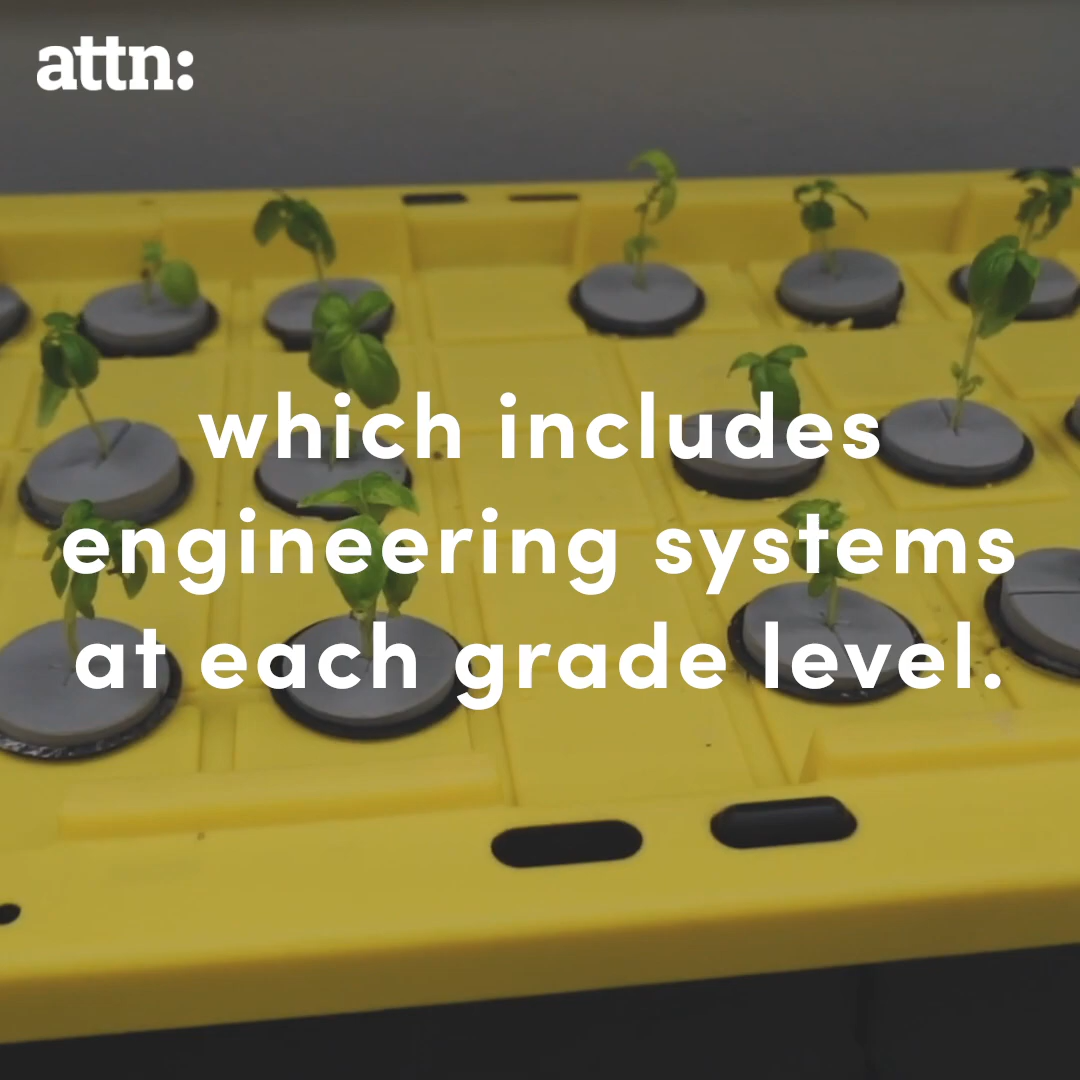 attn:
which includes
engineering systems
at each grade level.